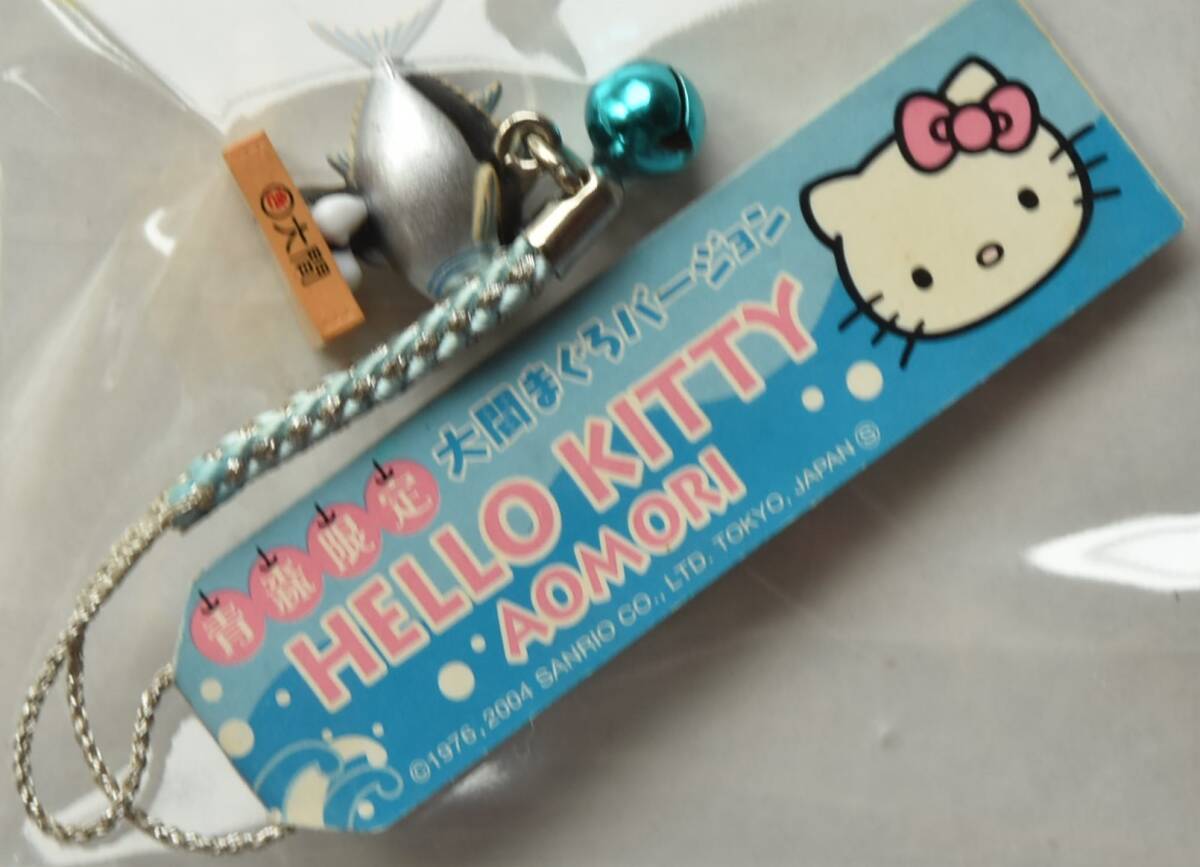 大間まぐろバージョン
青森限定
HELLO KITTY
AOMORI
©1976, 2004 SANRIO CO., LTD. TOKYO, JAPAN Ⓢ
大間